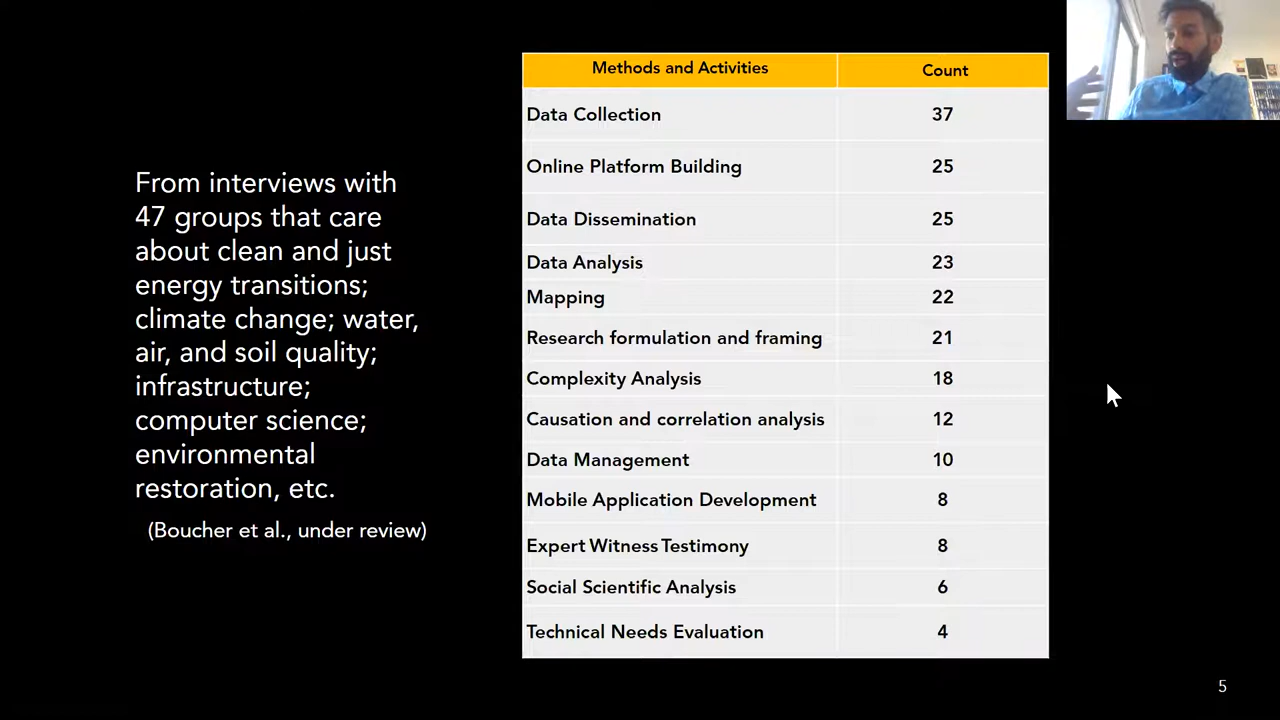 From interviews with
47 groups that care
about clean and just
energy transitions;
climate change; water,
air, and soil quality;
infrastructure;
computer science;
environmental
restoration, etc.
(Boucher et al., under review)
Methods and Activities Count
Data Collection 37
Online Platform Building 25
Data Dissemination 25
Data Analysis 23
Mapping 22
Research formulation and framing 21
Complexity Analysis 18
Causation and correlation analysis 12
Data Management 10
Mobile Application Development 8
Expert Witness Testimony 8
Social Scientific Analysis 6
Technical Needs Evaluation 4
5